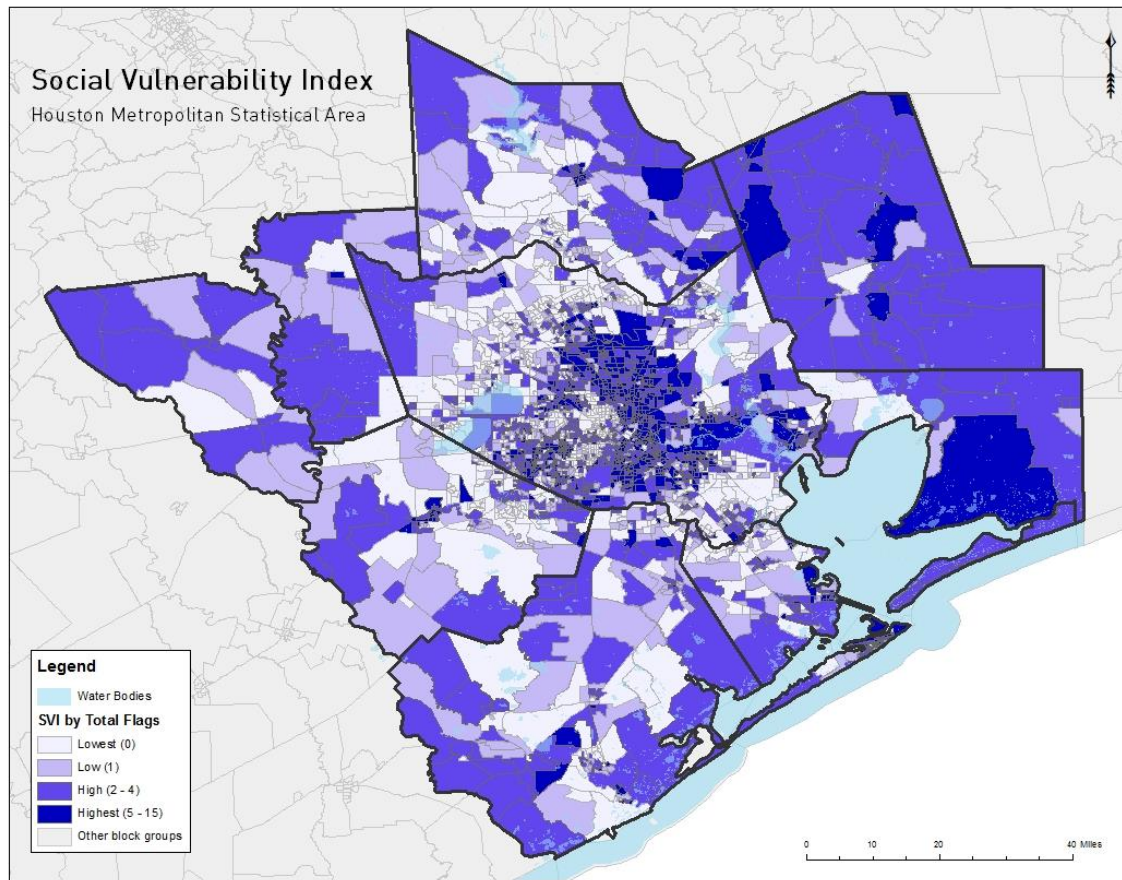 Social Vulnerability Index
Houston Metropolitan Statistical Area
Legend
Water Bodies
SVI by Total Flags
Lowest (0)
Low (1)
High (2 - 4)
Highest (5 - 15)
Other block groups
0 10 20 40 Miles